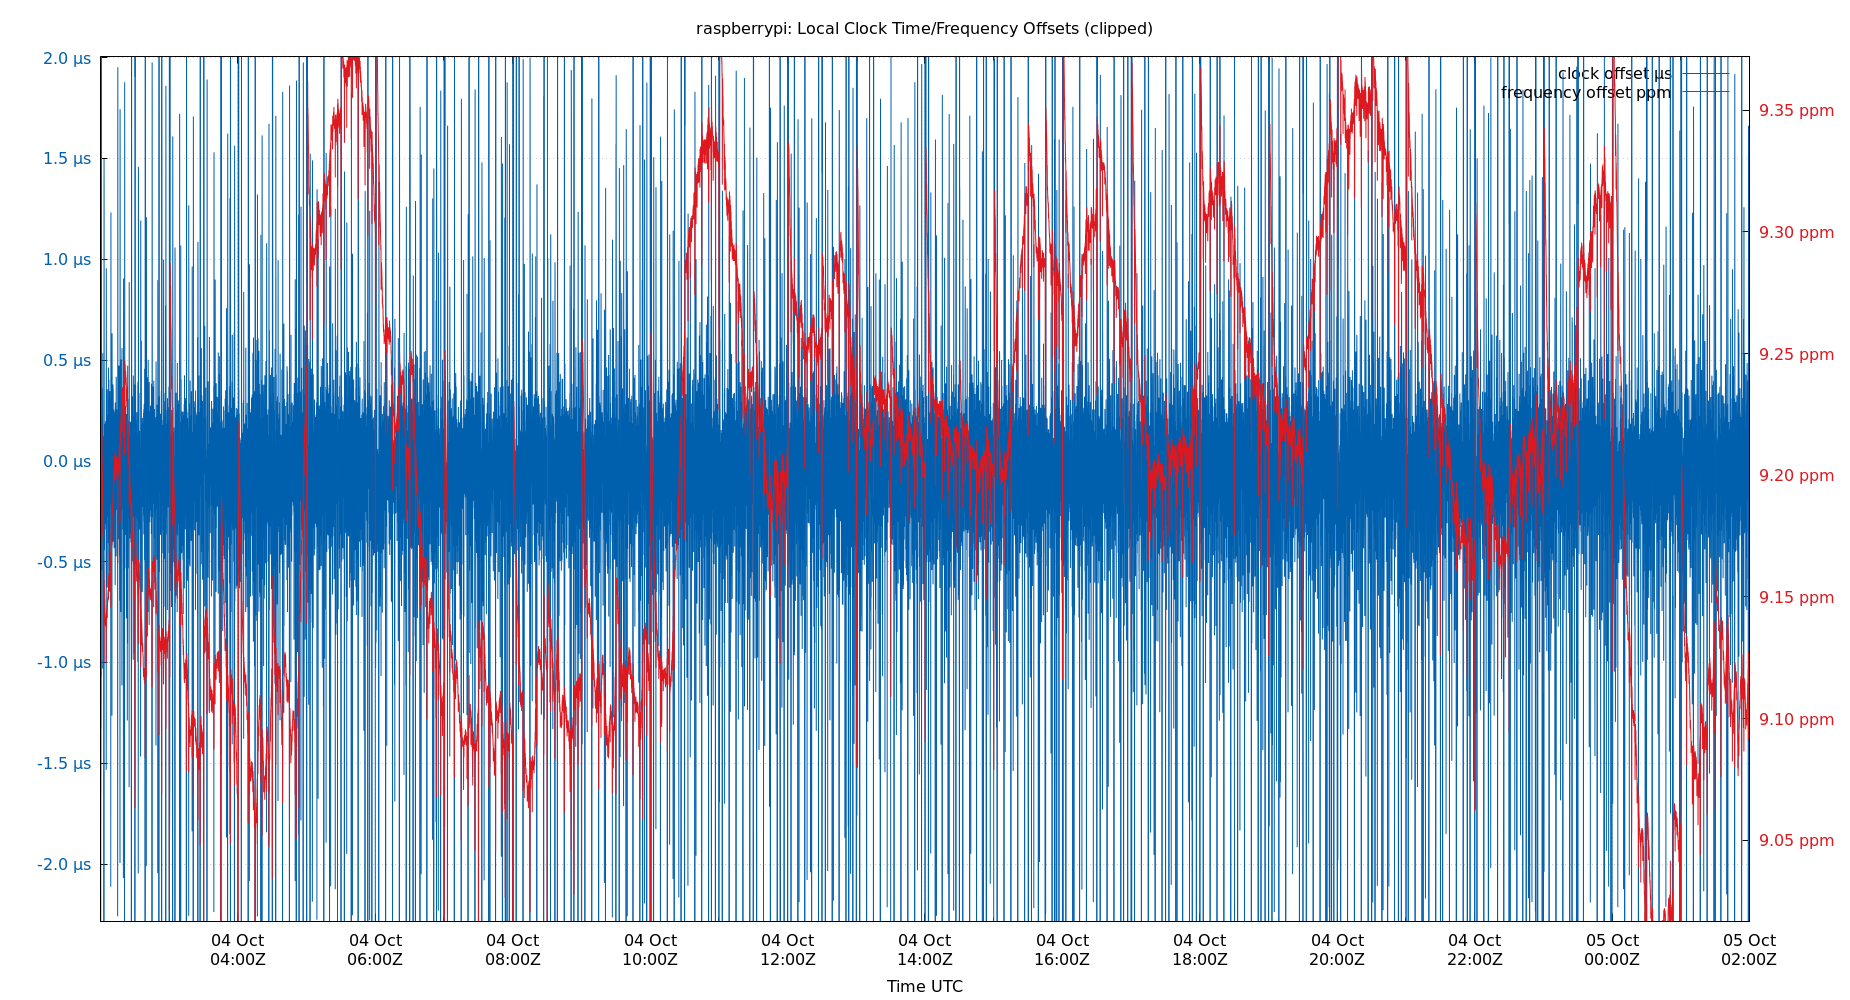 raspberrypi: Local Clock Time/Frequency Offsets (clipped)
clock offset µs
frequency offset ppm
2.0 µs
1.5 µs
1.0 µs
0.5 µs
0.0 µs
-0.5 µs
-1.0 µs
-1.5 µs
-2.0 µs
9.35 ppm
9.30 ppm
9.25 ppm
9.20 ppm
9.15 ppm
9.10 ppm
9.05 ppm
04 Oct 04 Oct 04 Oct 04 Oct 04 Oct 04 Oct 04 Oct 04 Oct 04 Oct 04 Oct 05 Oct 05 Oct
04:00Z 06:00Z 08:00Z 10:00Z 12:00Z 14:00Z 16:00Z 18:00Z 20:00Z 22:00Z 00:00Z 02:00Z
Time UTC